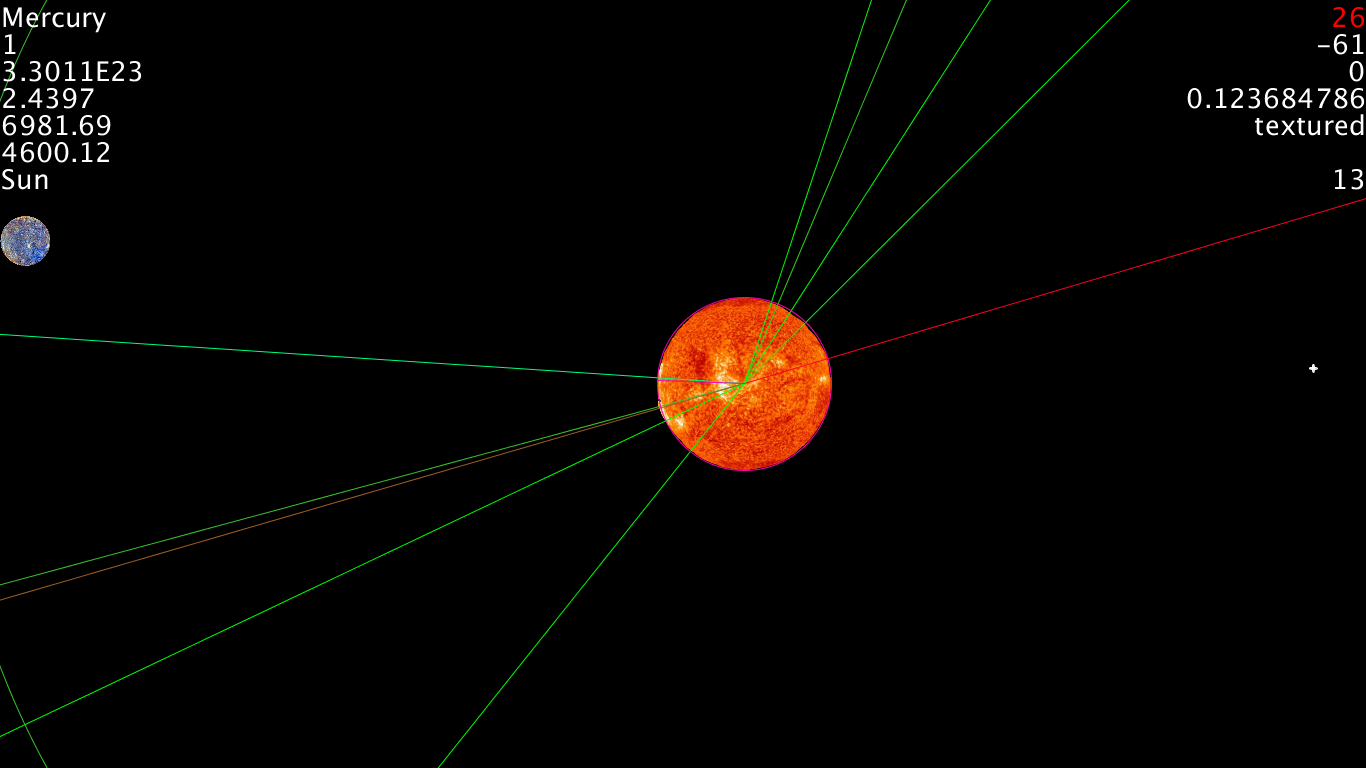 Mercury
1
3.3011E23
2.4397
6981.69
4600.12
Sun
26
-61
0
0.123684786
textured
13